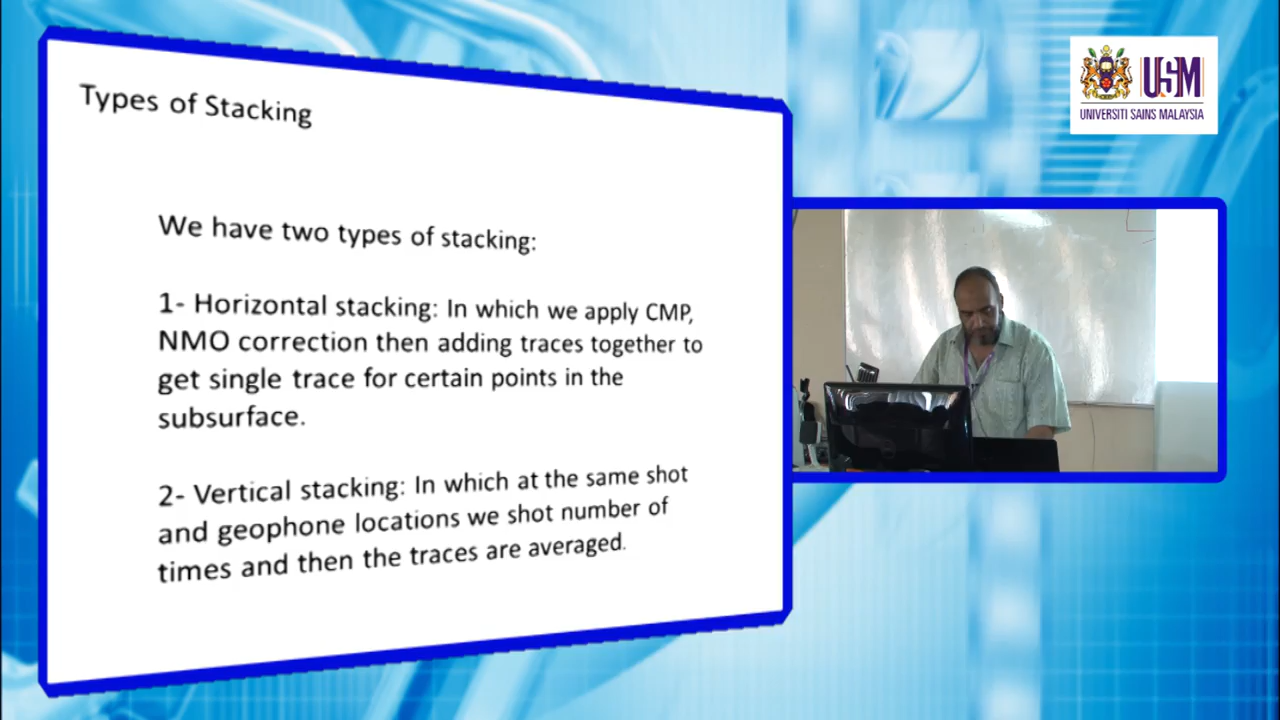 Types of Stacking
We have two types of stacking:
1- Horizontal stacking: In which we apply CMP,
NMO correction then adding traces together to
get single trace for certain points in the
subsurface.
2- Vertical stacking: In which at the same shot
and geophone locations we shot number of
times and then the traces are averaged.
USM
UNIVERSITI SAINS MALAYSIA